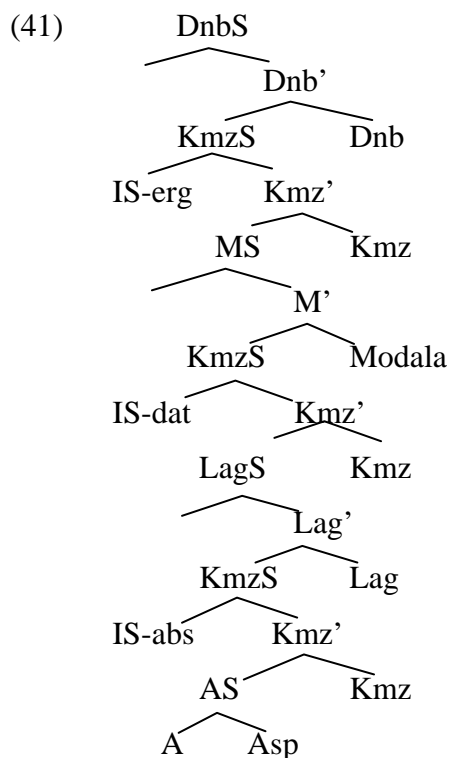 (41) DnbS
Dnb’
KmzS Dnb
IS-erg Kmz’
MS Kmz
M’
KmzS Modala
IS-dat Kmz’
LagS Kmz
Lag’
KmzS Lag
IS-abs Kmz’
AS Kmz
A Asp